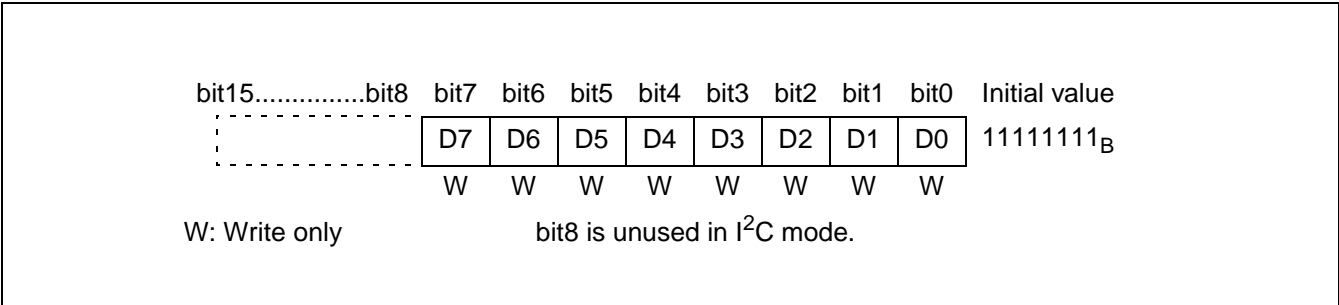 bit15...............bit8 bit7 bit6 bit5 bit4 bit3 bit2 bit1 bit0 Initial value
D7 D6 D5 D4 D3 D2 D1 D0 11111111B
W W W W W W W W
W: Write only bit8 is unused in I2C mode.